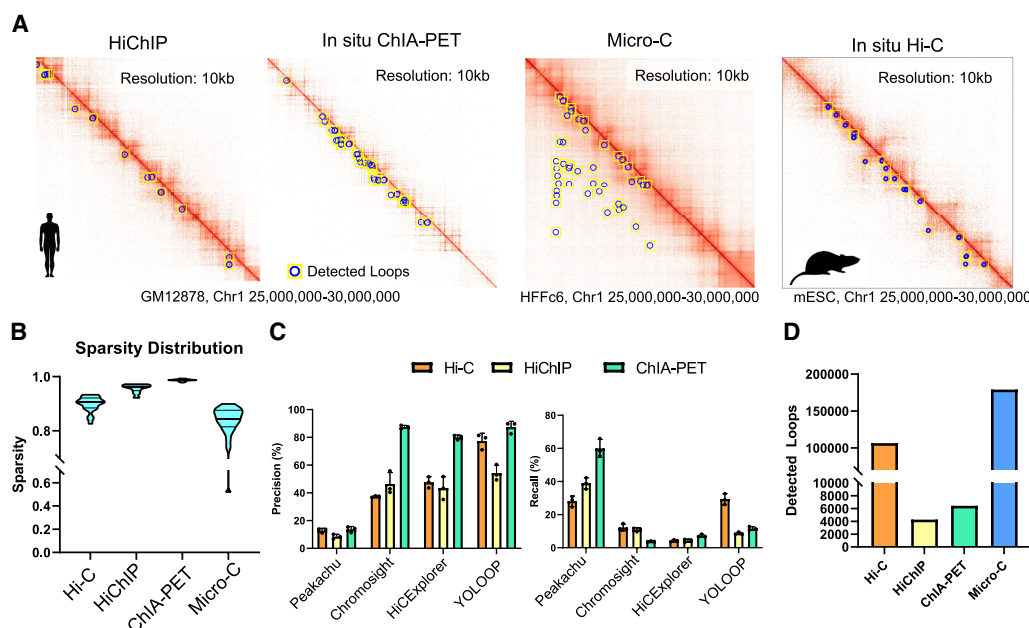 A
HiChIP
In situ ChIA-PET
Micro-C
In situ Hi-C
Resolution: 10kb
Resolution: 10kb
Resolution: 10kb
Resolution: 10kb
Detected Loops
GM12878, Chr1 25,000,000-30,000,000
HFFc6, Chr1 25,000,000-30,000,000
mESC, Chr1 25,000,000-30,000,000
B
Sparsity Distribution
Sparsity
1.0
0.8
0.6
0.4
0.2
0.0
Hi-C
HiChIP
ChIA-PET
Micro-C
C
Hi-C
HiChIP
ChIA-PET
Precision (%)
100
80
60
40
20
0
Peakachu
Chromosight
HiCExplorer
YOLOOP
Recall (%)
80
60
40
20
0
Peakachu
Chromosight
HiCExplorer
YOLOOP
D
Detected Loops
200000
150000
100000
10000
8000
6000
4000
2000
0
Hi-C
HiChIP
ChIA-PET
Micro-C